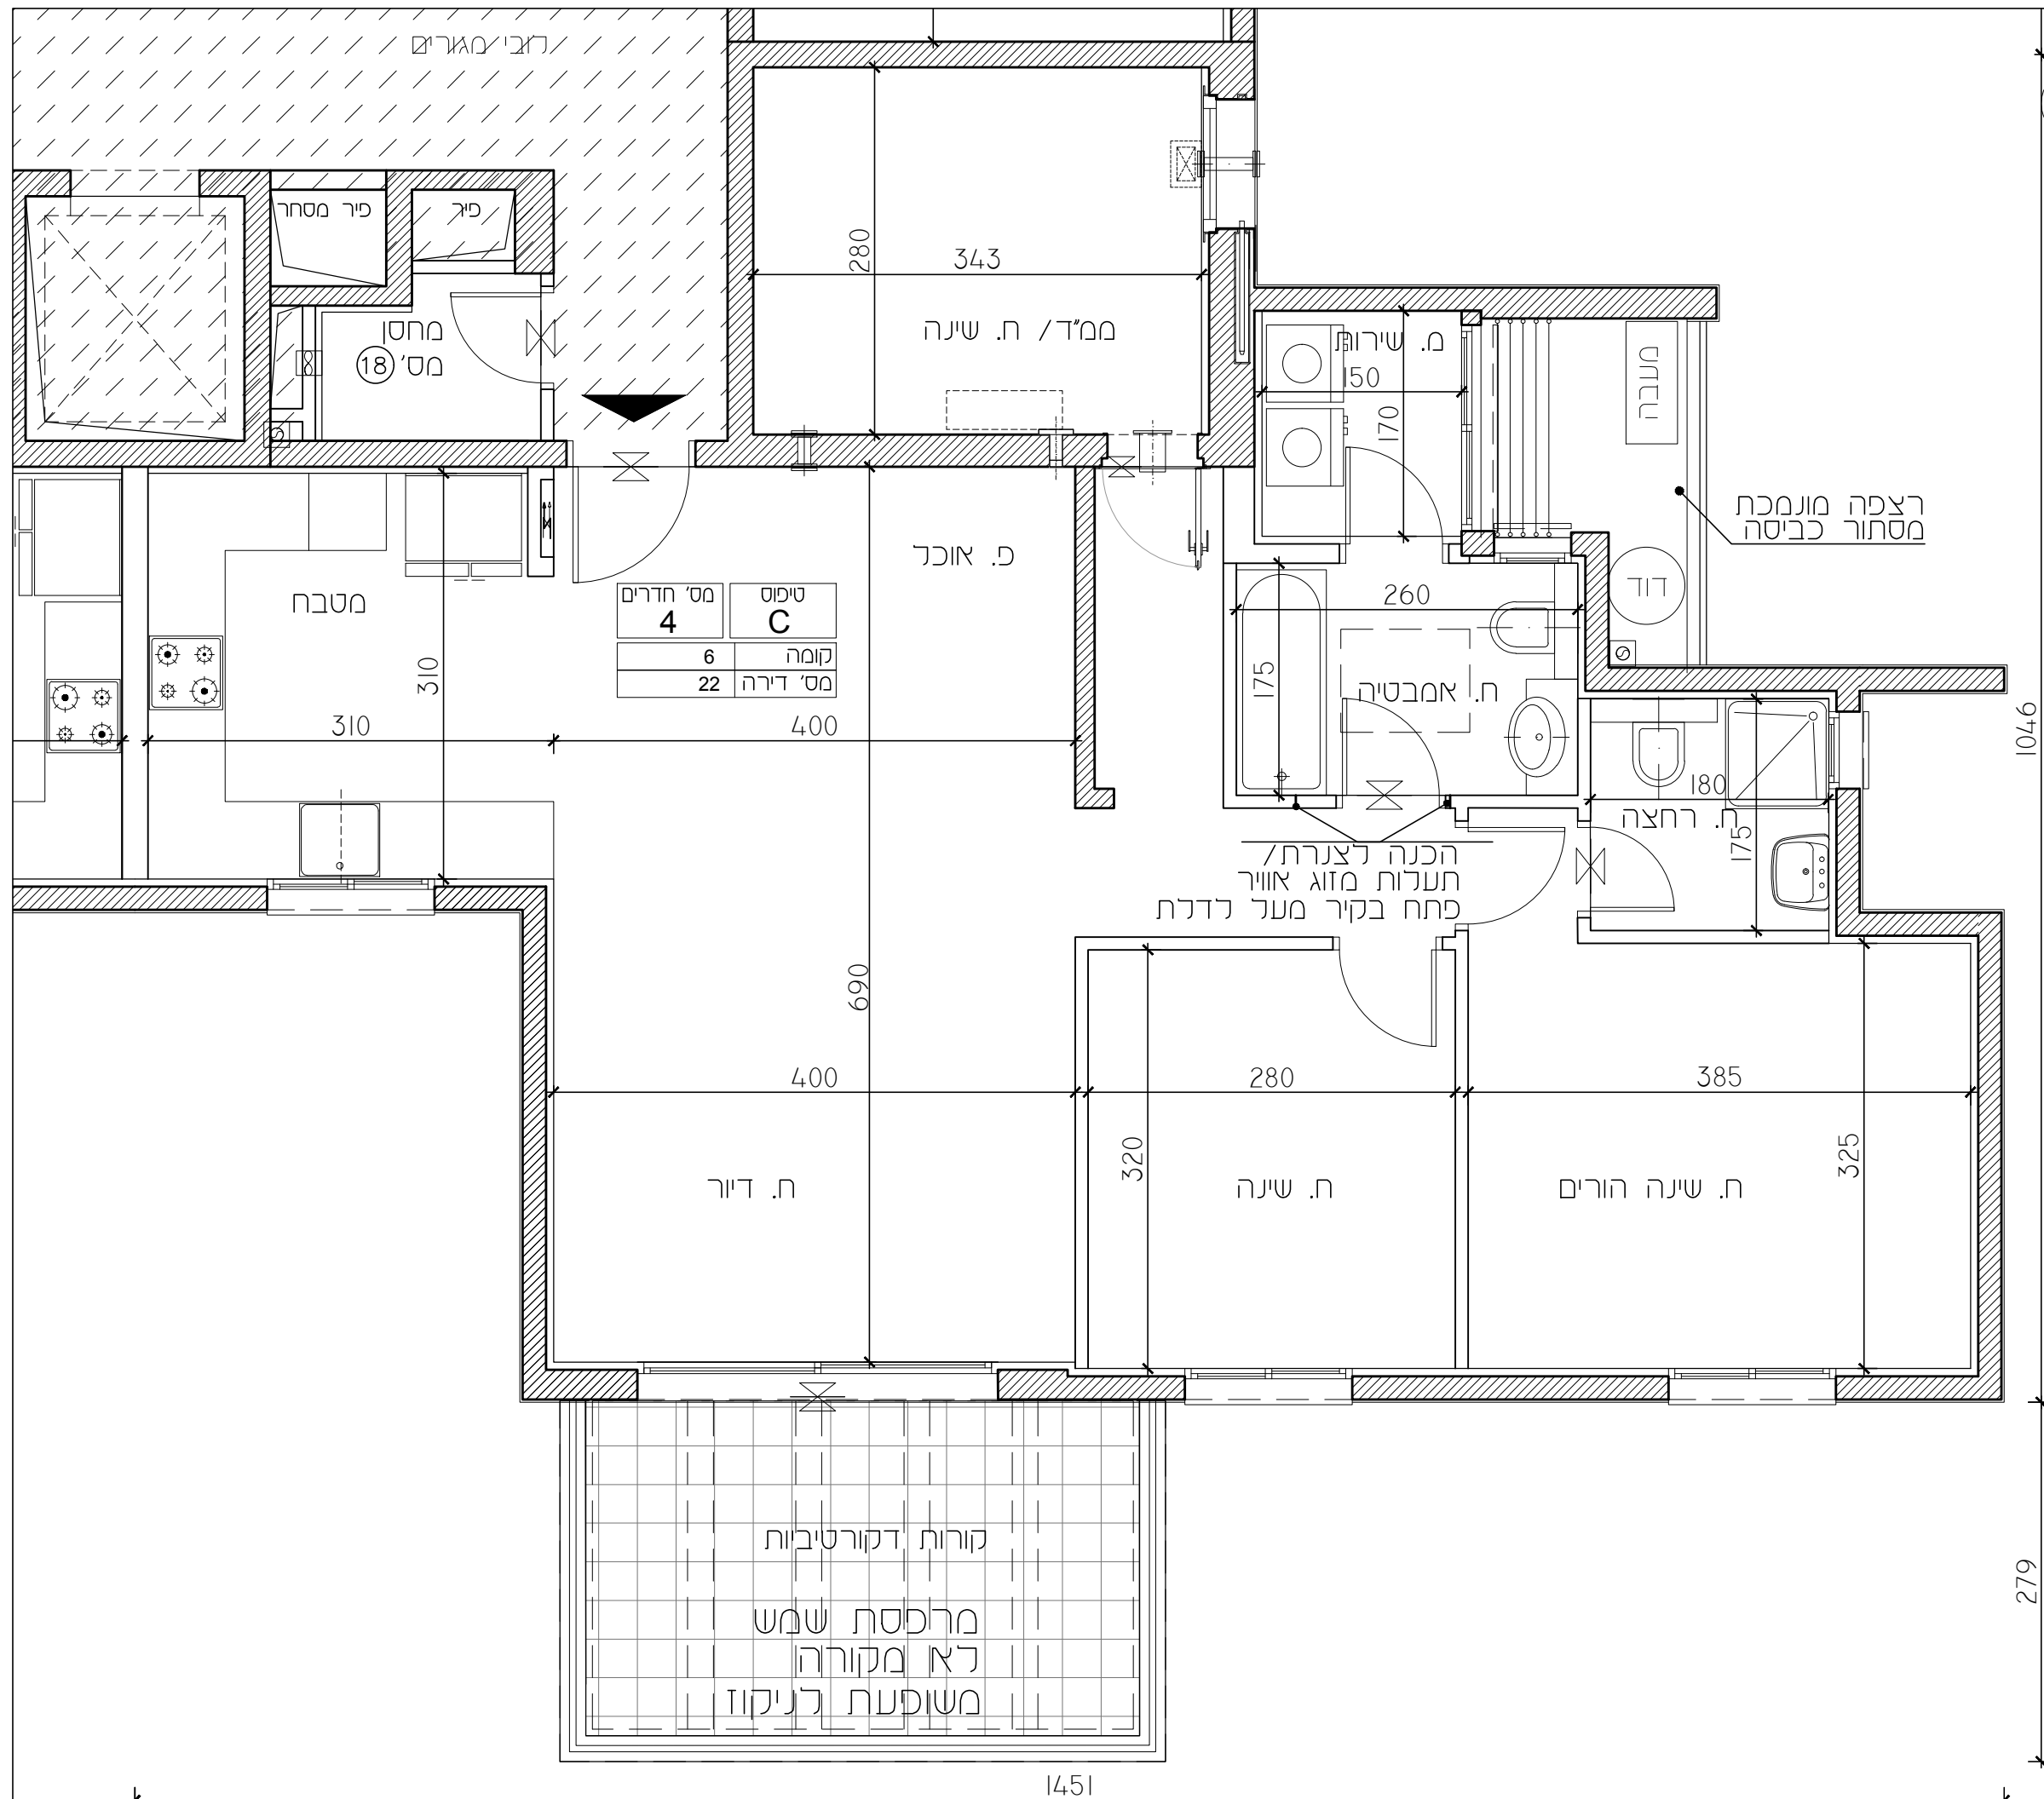 לובי מגורים
פיר מסחר
פיר
מחסן
מס' 18
280
343
ממ"ד/ ח. שינה
מ. שירות
150
170
מעבה
רצפה מונמכת
מסתור כביסה
דוד
מטבח
310
310
פ. אוכל
טיפוס
C
מס' חדרים
4
קומה 6
מס' דירה 22
400
260
175
ח. אמבטיה
180
ח. רחצה
175
1046
הכנה לצנרת/
תעלות מזוג אוויר
פתח בקיר מעל לדלת
690
400
280
385
320
325
ח. דיור
ח. שינה
ח. שינה הורים
קורות דקורטיביות
מרפסת שמש
לא מקורה
משופעת לניקוז
279
1451